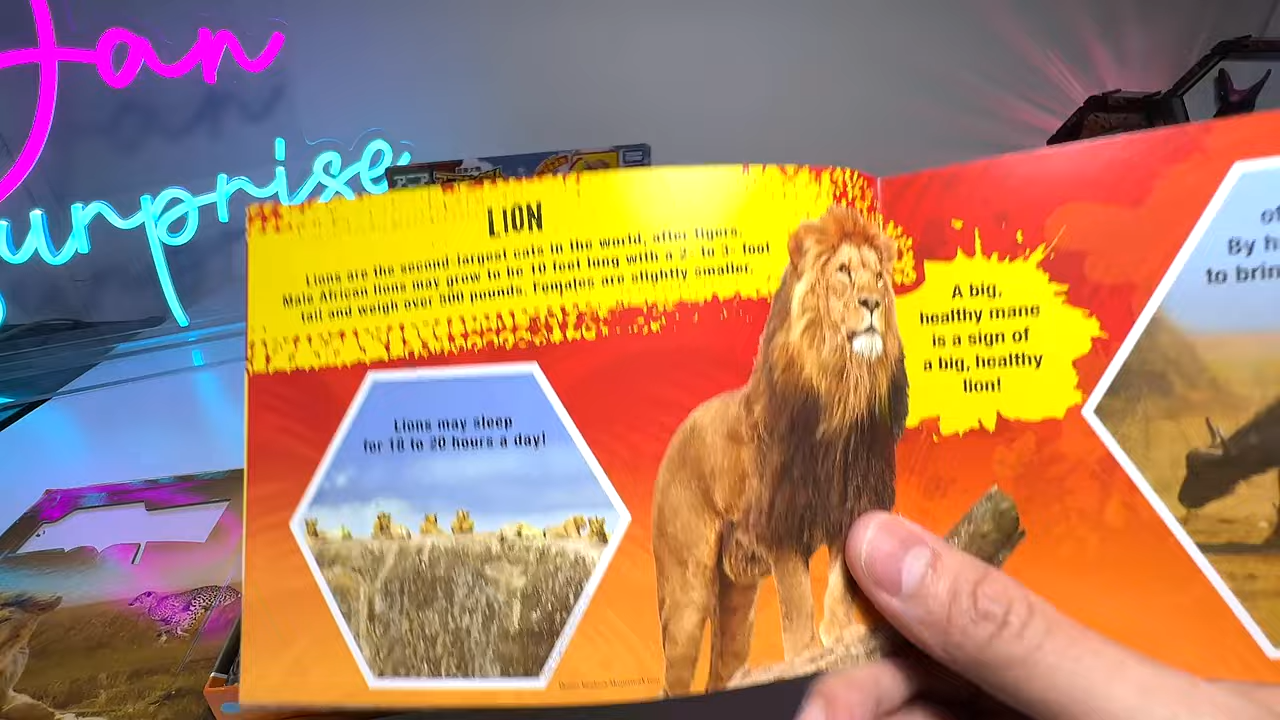 Jan
Surprise
LION
Lions are the second largest cats in the world, after tigers.
Male African lions may grow to be 10 feet long with a 2- to 3- foot
tail and weigh over 500 pounds. Females are slightly smaller.
A big,
healthy mane
is a sign of
a big, healthy
lion!
Lions may sleep
for 18 to 20 hours a day!
of
By h
to brin